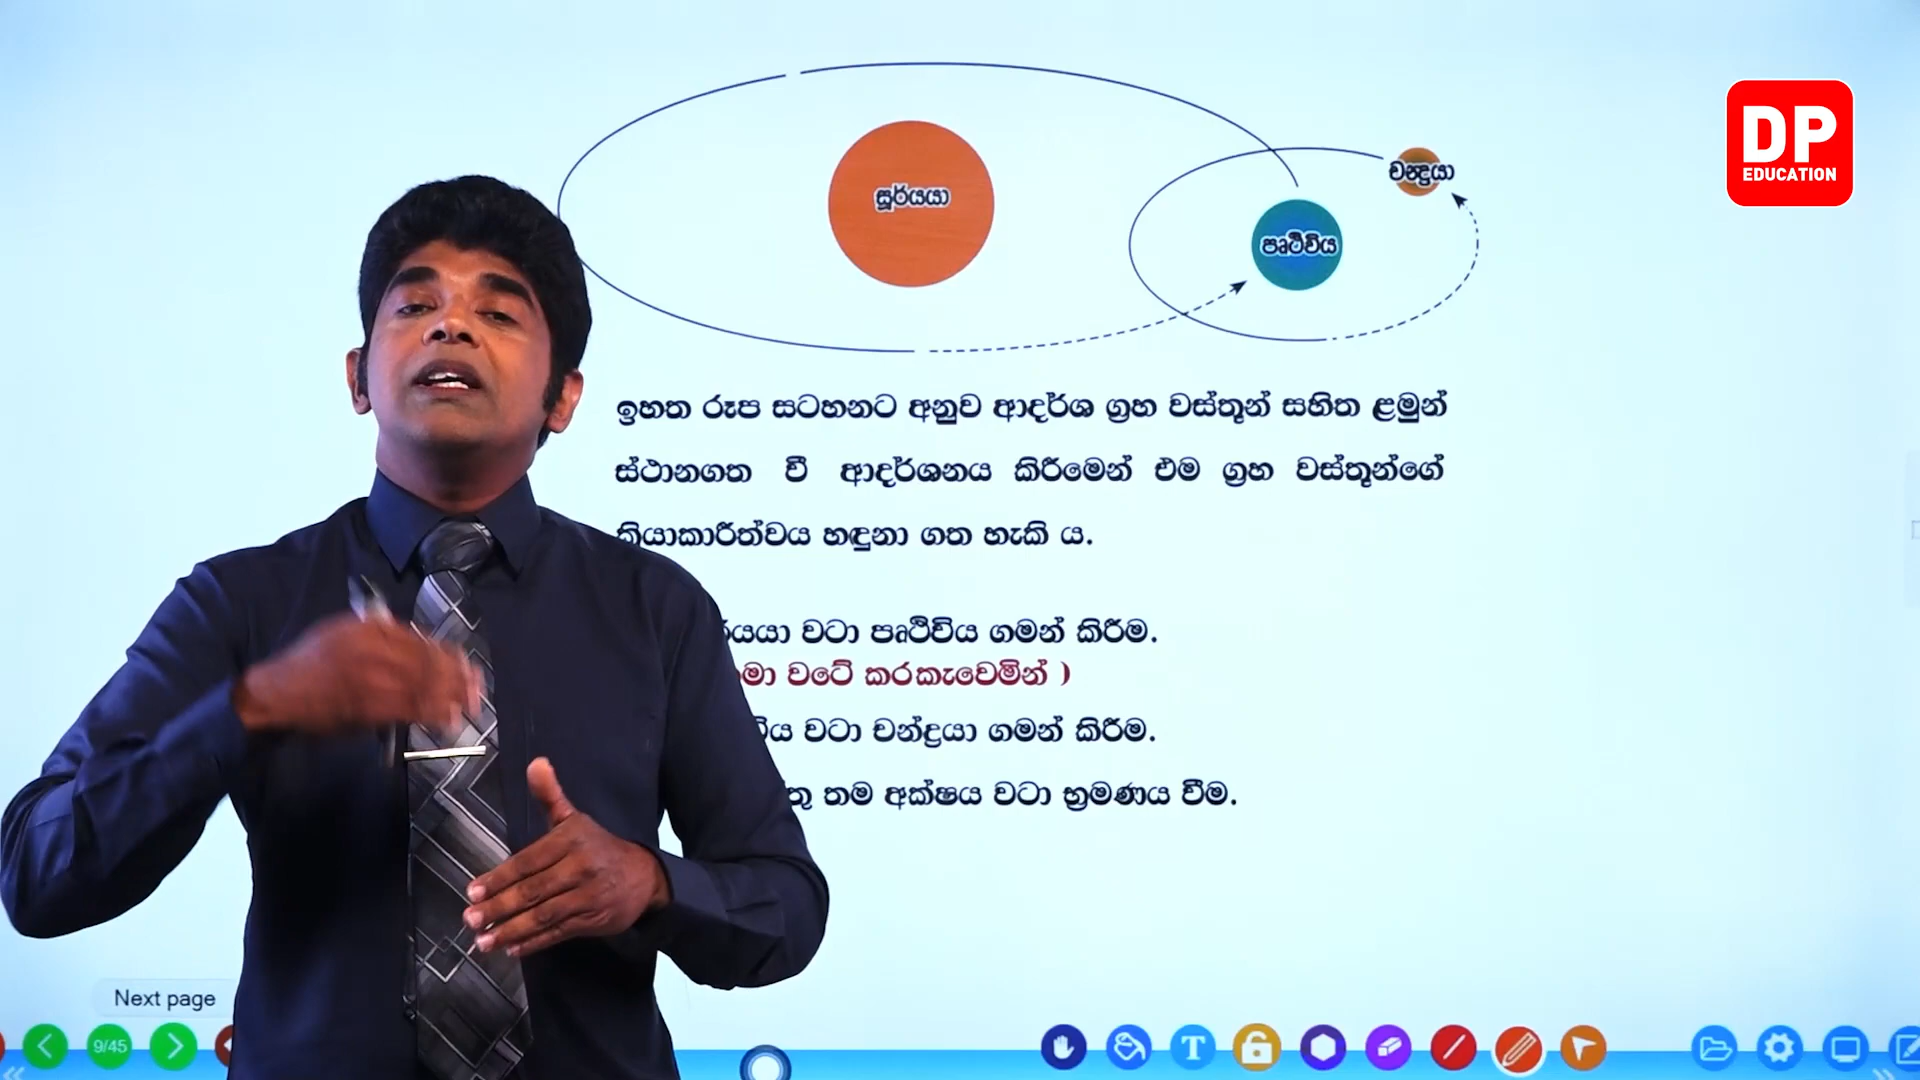 DP
EDUCATION
සූර්යයා
චන්ද්‍රයා
පෘථිවිය
ඉහත රූප සටහනට අනුව ආදර්ශ ග්‍රහ වස්තූන් සහිත ළමුන්
ස්ථානගත වී ආදර්ශනය කිරීමෙන් එම ග්‍රහ වස්තූන්ගේ
ක්‍රියාකාරීත්වය හඳුනා ගත හැකි ය.
වටා පෘථිවිය ගමන් කිරීම.
වටේ කරකැවෙමින් )
වටා චන්ද්‍රයා ගමන් කිරීම.
තම අක්ෂය වටා භ්‍රමණය වීම.
Next page
9/45